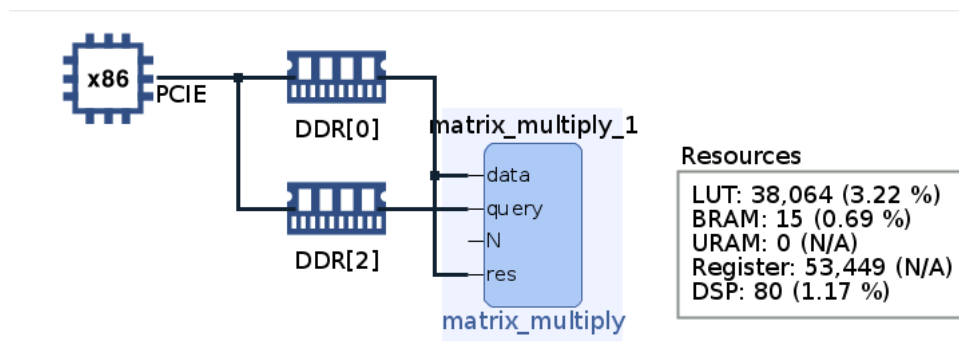 x86
PCIE
DDR[0]
DDR[2]
matrix_multiply_1
data
query
N
res
matrix_multiply
Resources
LUT: 38,064 (3.22 %)
BRAM: 15 (0.69 %)
URAM: 0 (N/A)
Register: 53,449 (N/A)
DSP: 80 (1.17 %)